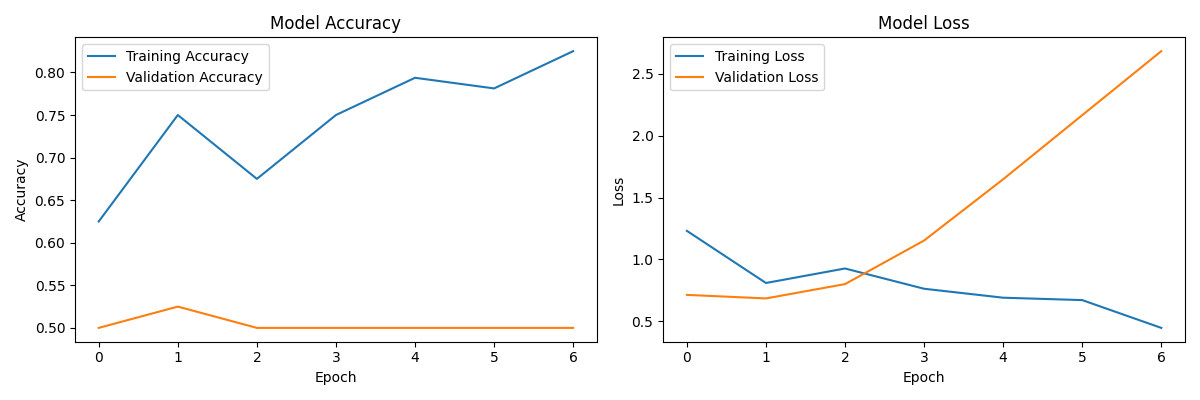 Model Accuracy
Training Accuracy
Validation Accuracy
0.80
0.75
0.70
0.65
0.60
0.55
0.50
Accuracy
0 1 2 3 4 5 6
Epoch
Model Loss
Training Loss
Validation Loss
2.5
2.0
1.5
1.0
0.5
Loss
0 1 2 3 4 5 6
Epoch